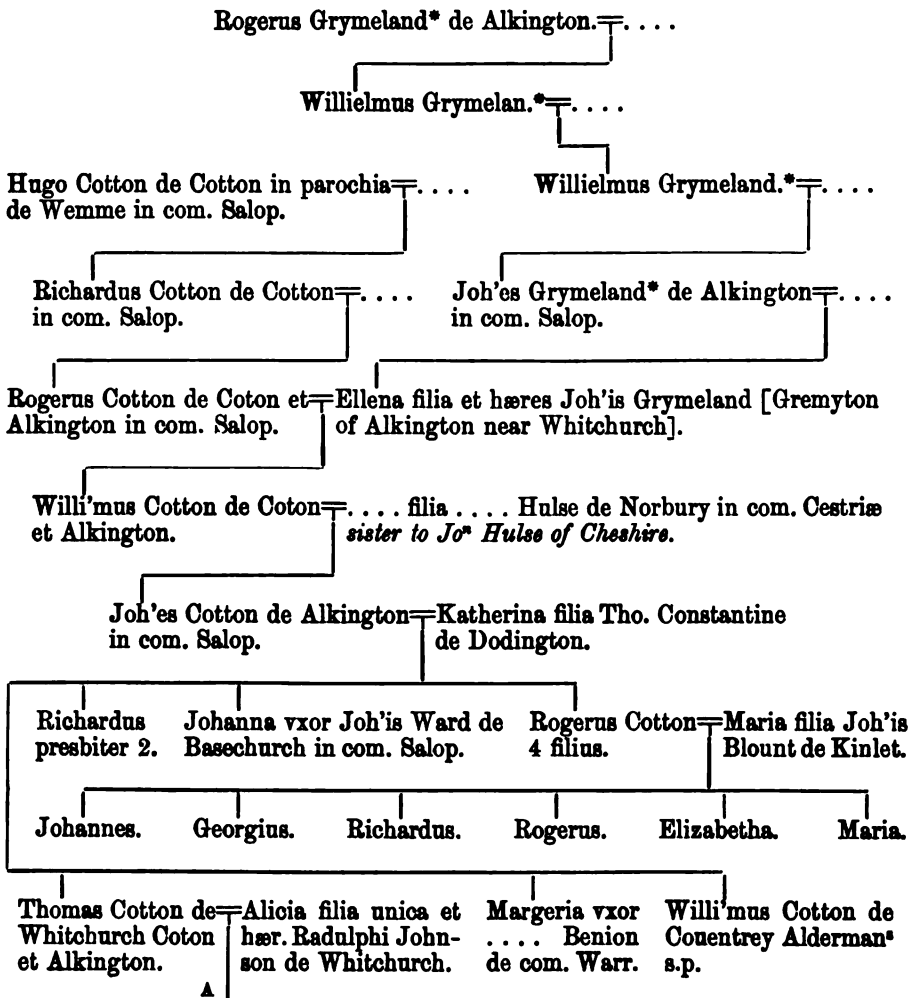 Rogerus Grymeland* de Alkington.=. . . .
Willielmus Grymelan.*=. . . .
Hugo Cotton de Cotton in parochia=. . . .
de Wemme in com. Salop.
Willielmus Grymeland.*=. . . .
Richardus Cotton de Cotton=. . . .
in com. Salop.
Joh'es Grymeland* de Alkington=. . . .
in com. Salop.
Rogerus Cotton de Coton et=
Alkington in com. Salop.
Ellena filia et hæres Joh'is Grymeland [Gremyton
of Alkington near Whitchurch].
Willi'mus Cotton de Coton=
et Alkington.
. . . . filia . . . . Hulse de Norbury in com. Cestriæ
sister to Joⁿ Hulse of Cheshire.
Joh'es Cotton de Alkington=
in com. Salop.
Katherina filia Tho. Constantine
de Dodington.
Richardus
presbiter 2.
Johanna vxor Joh'is Ward de
Basechurch in com. Salop.
Rogerus Cotton=
4 filius.
Maria filia Joh'is
Blount de Kinlet.
Johannes.
Georgius.
Richardus.
Rogerus.
Elizabetha.
Maria.
Thomas Cotton de=
Whitchurch Coton
et Alkington.
Alicia filia unica et
hær. Radulphi John-
son de Whitchurch.
Margeria vxor
. . . . Benion
de com. Warr.
Willi'mus Cotton de
Couentrey Aldermanˢ
s.p.
A